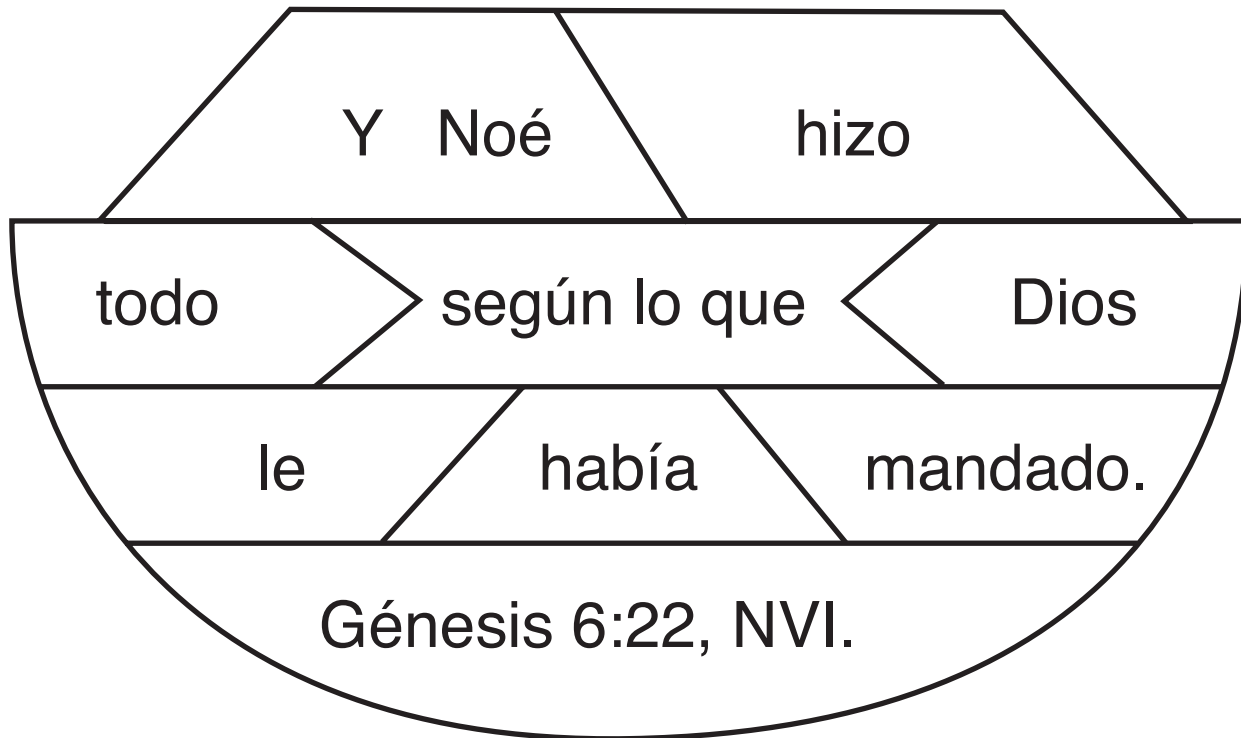 Y Noé hizo
todo según lo que Dios
le había mandado.
Génesis 6:22, NVI.